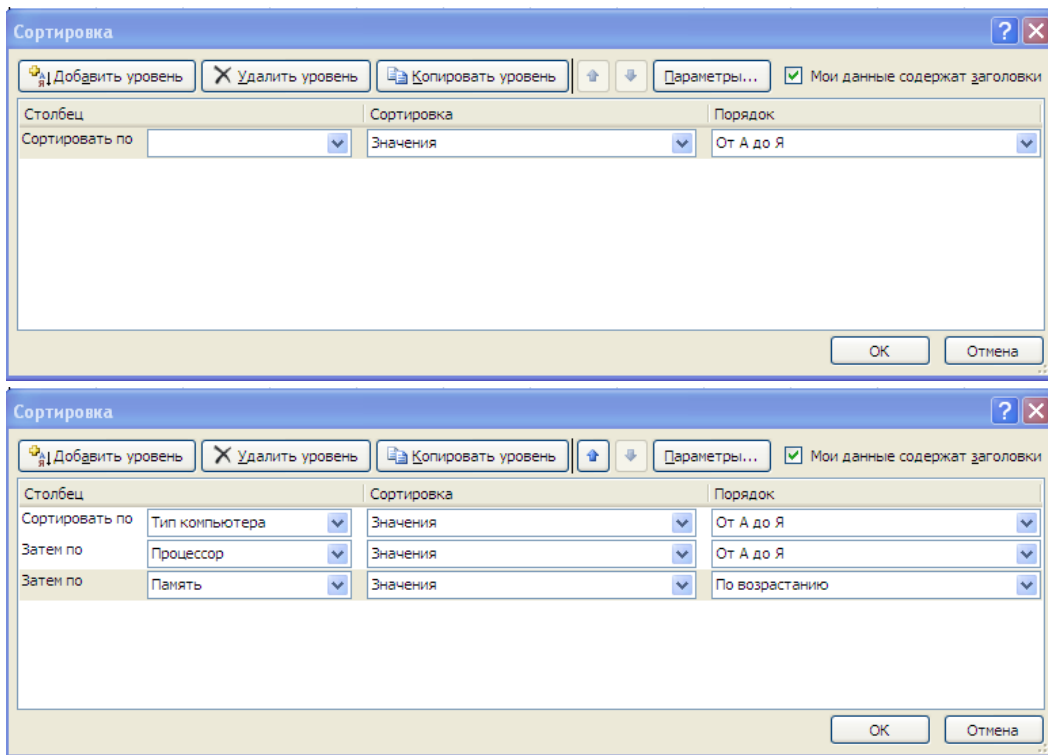 Сортировка
Добавить уровень Удалить уровень Копировать уровень Параметры... Мои данные содержат заголовки
Столбец Сортировка Порядок
Сортировать по Значения От А до Я
ОК Отмена
Сортировка
Добавить уровень Удалить уровень Копировать уровень Параметры... Мои данные содержат заголовки
Столбец Сортировка Порядок
Сортировать по Тип компьютера Значения От А до Я
Затем по Процессор Значения От А до Я
Затем по Память Значения По возрастанию
ОК Отмена